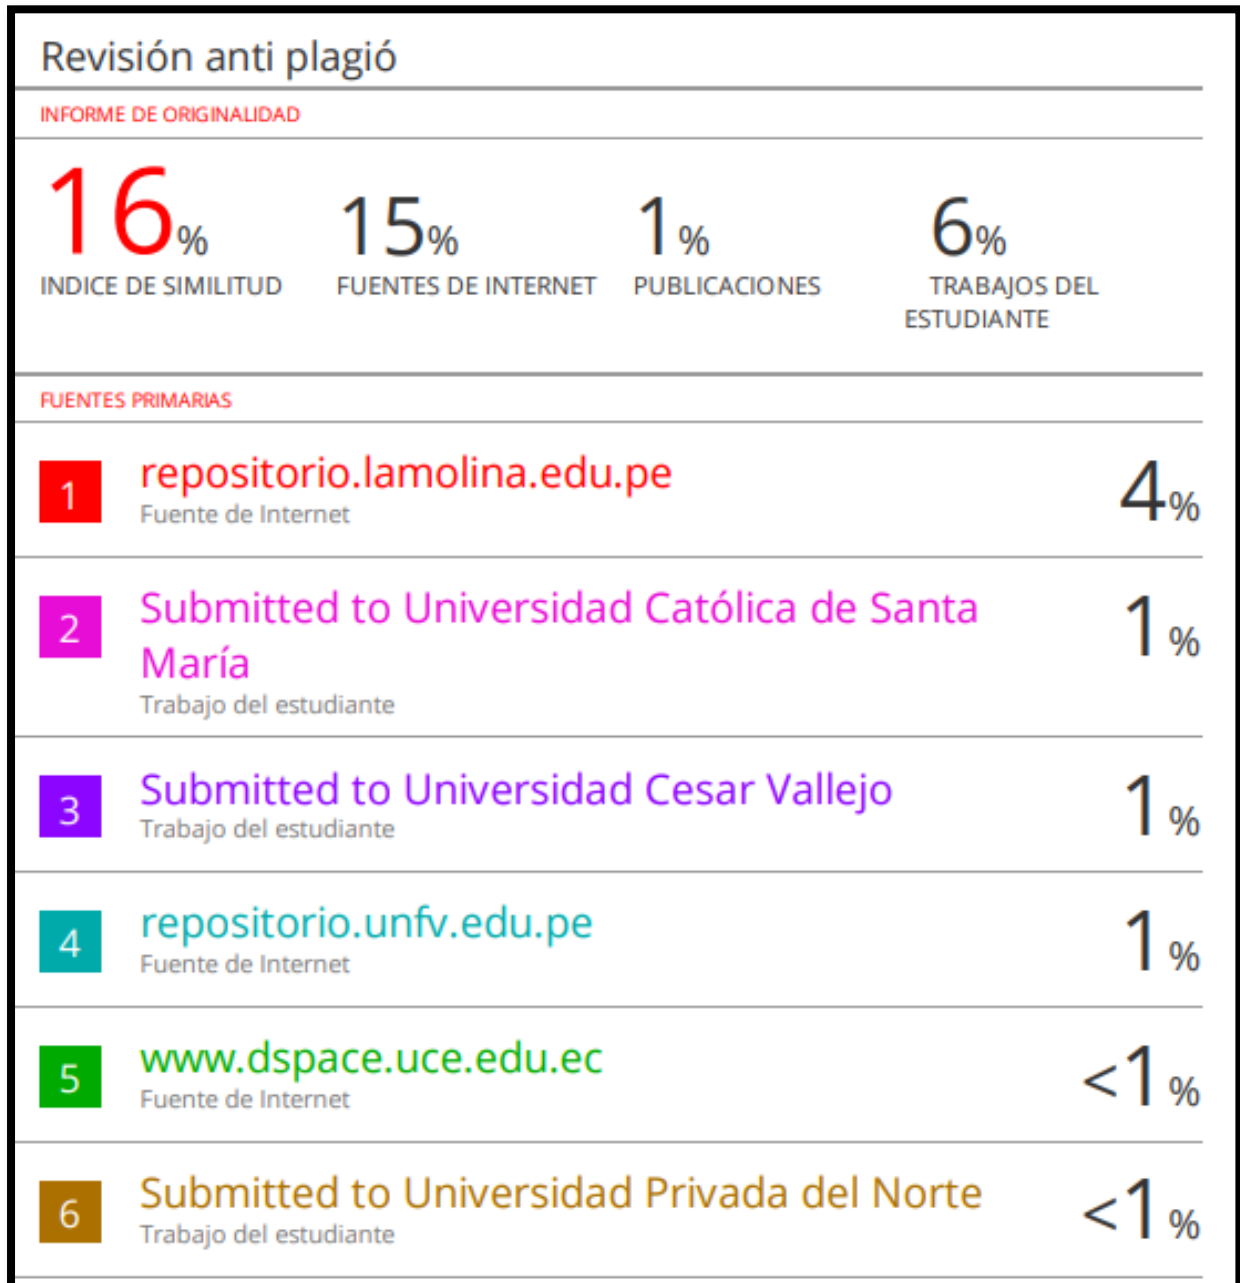 Revisión anti plagió
INFORME DE ORIGINALIDAD
16%
15%
1%
6%
INDICE DE SIMILITUD
FUENTES DE INTERNET
PUBLICACIONES
TRABAJOS DEL
ESTUDIANTE
FUENTES PRIMARIAS
1
repositorio.lamolina.edu.pe
Fuente de Internet
4%
2
Submitted to Universidad Católica de Santa
María
Trabajo del estudiante
1%
3
Submitted to Universidad Cesar Vallejo
Trabajo del estudiante
1%
4
repositorio.unfv.edu.pe
Fuente de Internet
1%
5
www.dspace.uce.edu.ec
Fuente de Internet
<1%
6
Submitted to Universidad Privada del Norte
Trabajo del estudiante
<1%